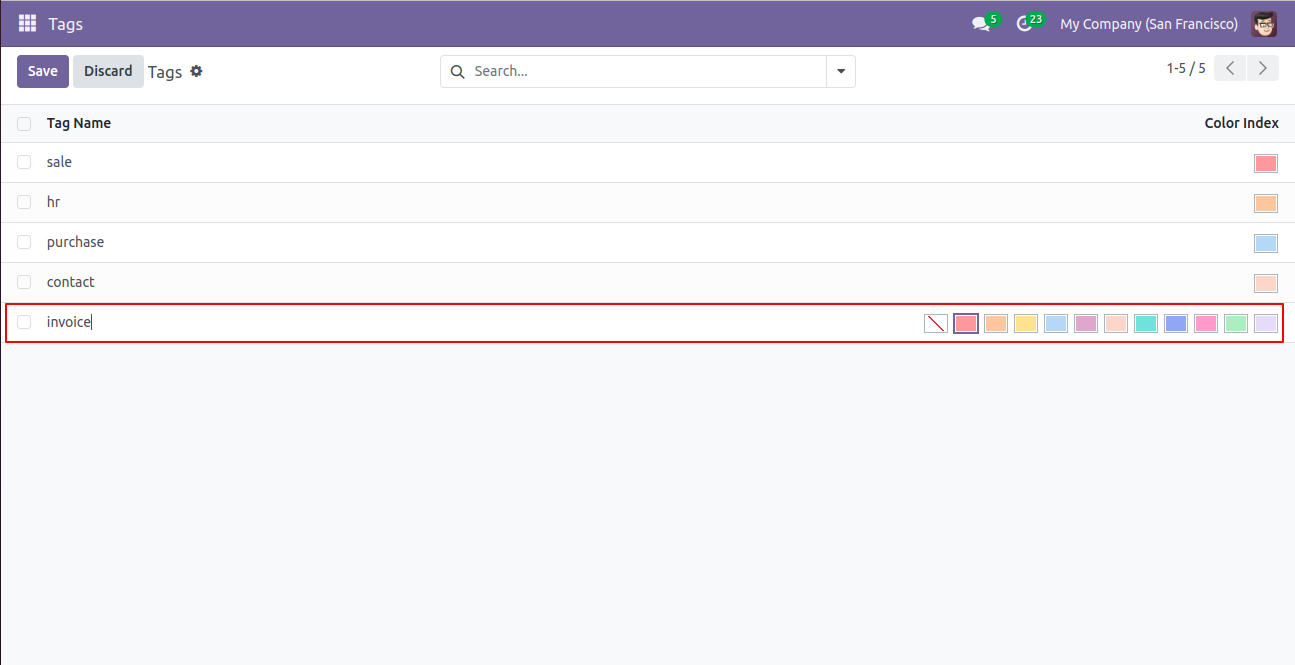 Tags 5 23 My Company (San Francisco)
Save Discard Tags Search... 1-5 / 5
Tag Name Color Index
sale
hr
purchase
contact
invoice